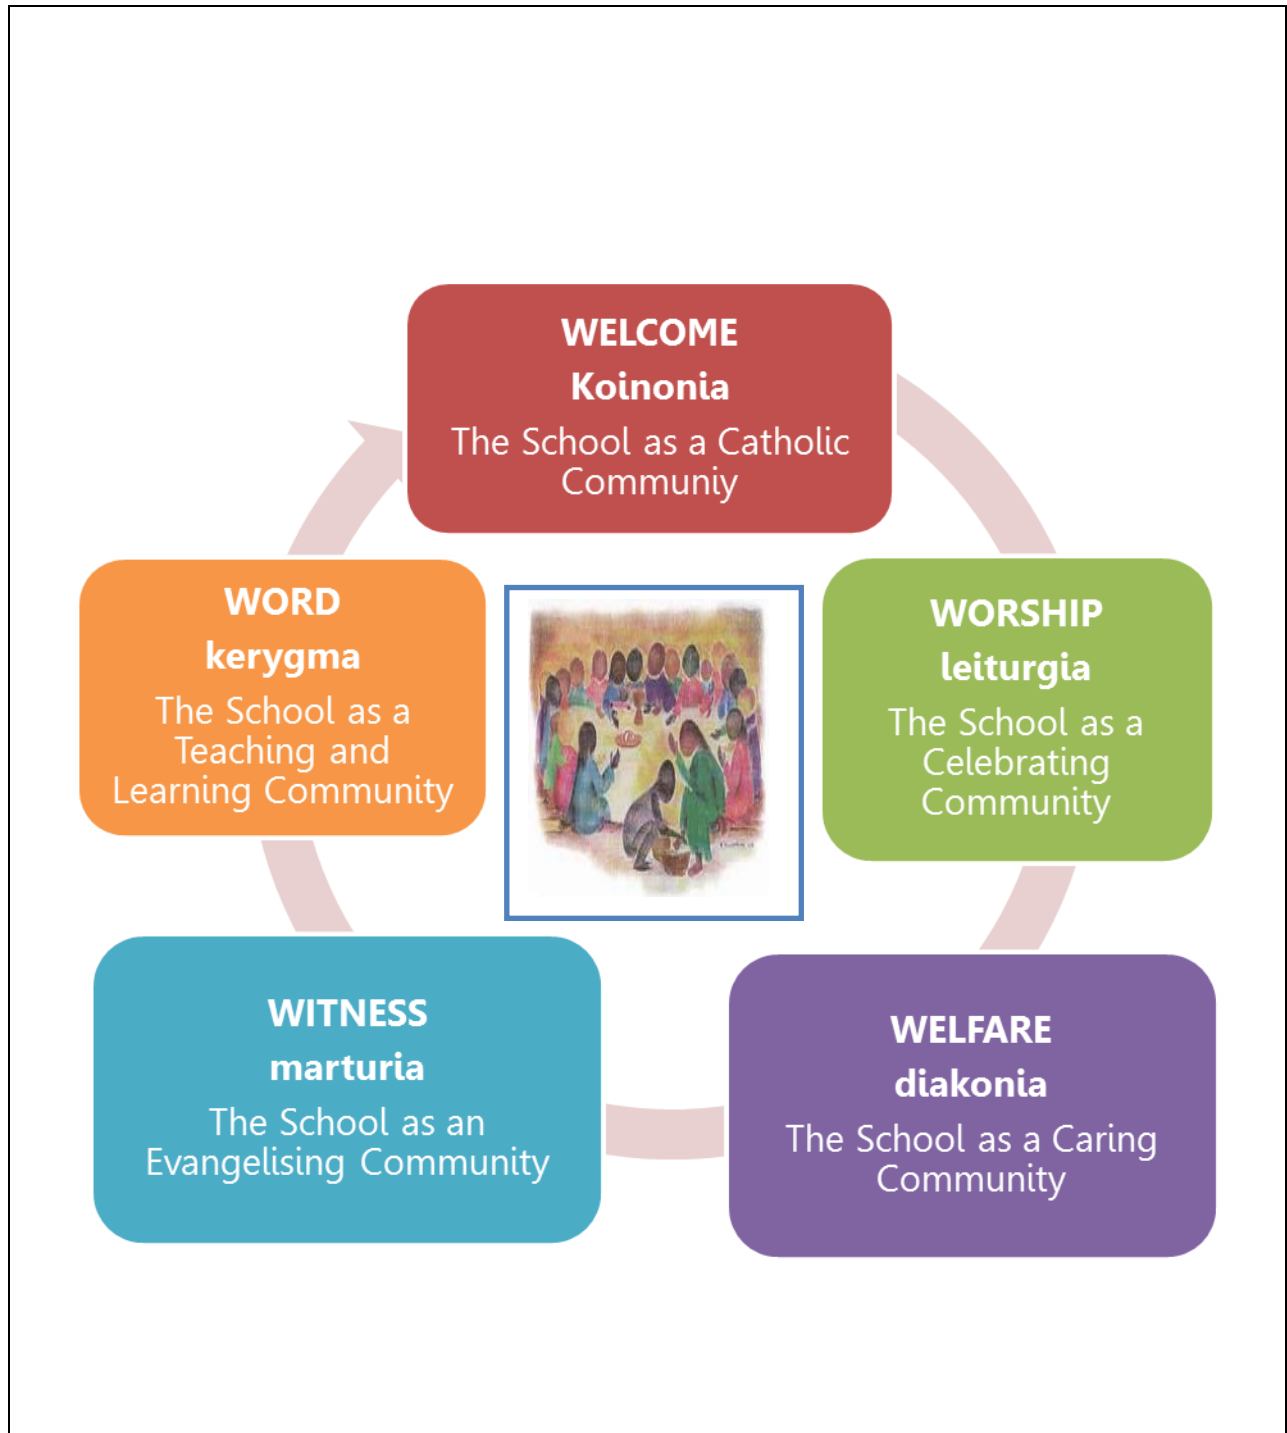 WELCOME
Koinonia
The School as a Catholic
Communiy
WORSHIP
leiturgia
The School as a
Celebrating
Community
WELFARE
diakonia
The School as a Caring
Community
WITNESS
marturia
The School as an
Evangelising Community
WORD
kerygma
The School as a
Teaching and
Learning Community